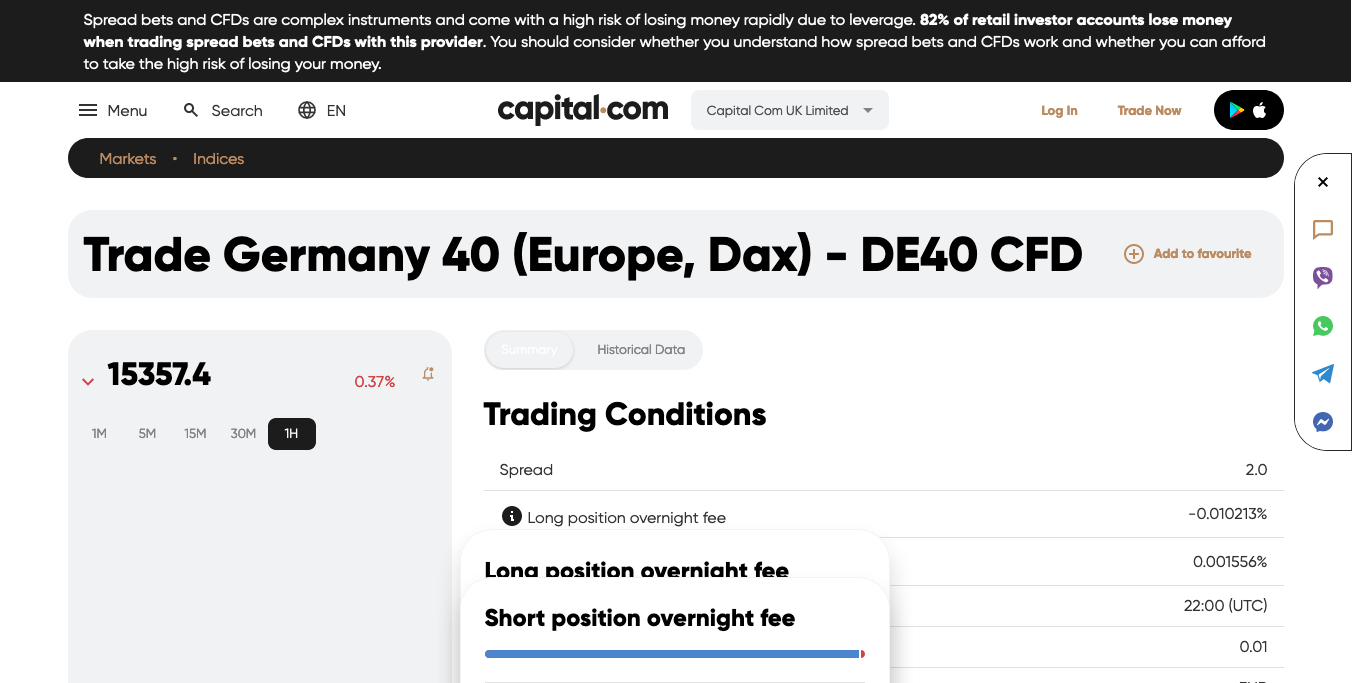 Spread bets and CFDs are complex instruments and come with a high risk of losing money rapidly due to leverage. 82% of retail investor accounts lose money
when trading spread bets and CFDs with this provider. You should consider whether you understand how spread bets and CFDs work and whether you can afford
to take the high risk of losing your money.
Menu Search EN capital.com Capital Com UK Limited Log In Trade Now
Markets • Indices
Trade Germany 40 (Europe, Dax) - DE40 CFD Add to favourite
15357.4 0.37%
1M 5M 15M 30M 1H
Summary Historical Data
Trading Conditions
Spread 2.0
Long position overnight fee -0.010213%
Long position overnight fee
0.001556%
Short position overnight fee
22:00 (UTC)
0.01